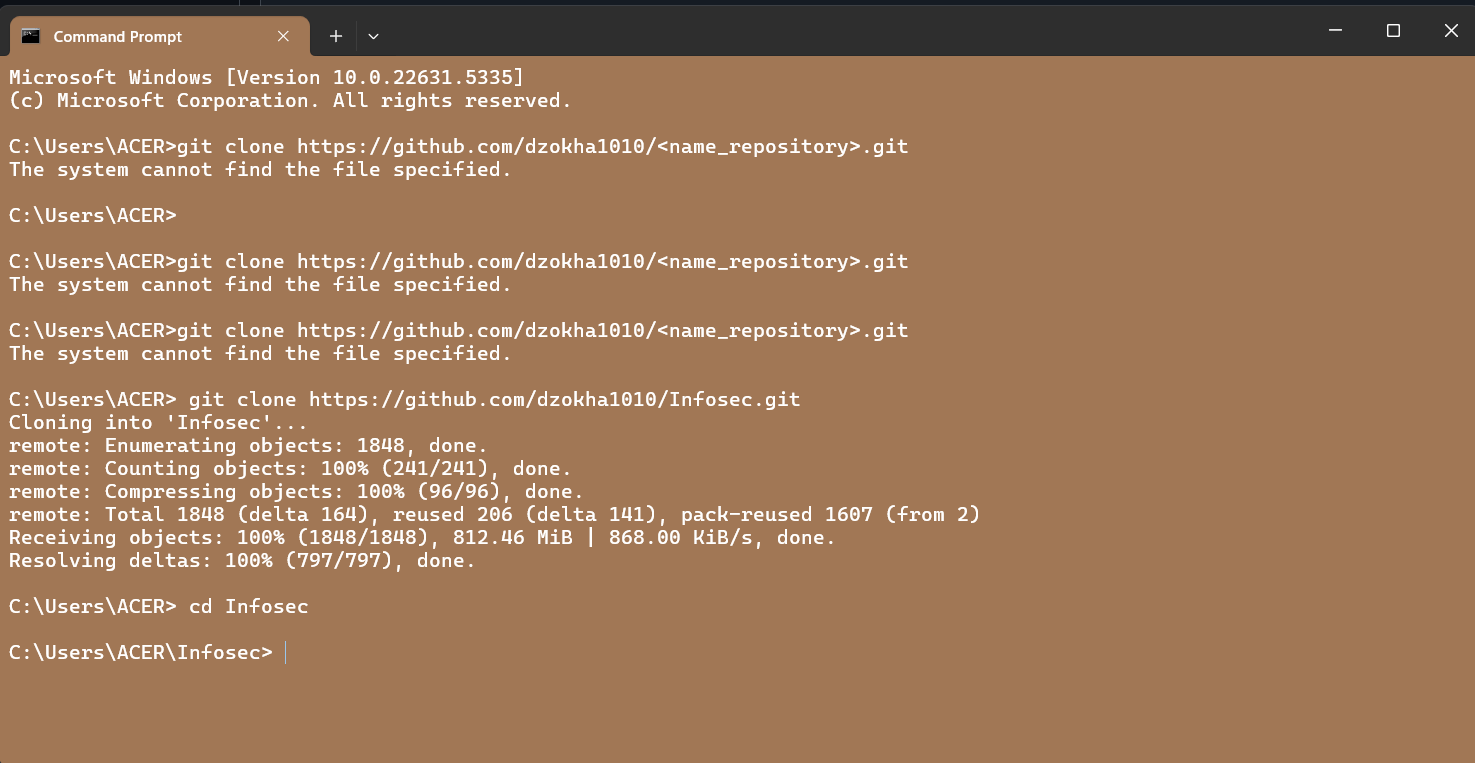 Command Prompt
Microsoft Windows [Version 10.0.22631.5335]
(c) Microsoft Corporation. All rights reserved.
C:\Users\ACER>git clone https://github.com/dzokha1010/<name_repository>.git
The system cannot find the file specified.
C:\Users\ACER>
C:\Users\ACER>git clone https://github.com/dzokha1010/<name_repository>.git
The system cannot find the file specified.
C:\Users\ACER>git clone https://github.com/dzokha1010/<name_repository>.git
The system cannot find the file specified.
C:\Users\ACER> git clone https://github.com/dzokha1010/Infosec.git
Cloning into 'Infosec'...
remote: Enumerating objects: 1848, done.
remote: Counting objects: 100% (241/241), done.
remote: Compressing objects: 100% (96/96), done.
remote: Total 1848 (delta 164), reused 206 (delta 141), pack-reused 1607 (from 2)
Receiving objects: 100% (1848/1848), 812.46 MiB | 868.00 KiB/s, done.
Resolving deltas: 100% (797/797), done.
C:\Users\ACER> cd Infosec
C:\Users\ACER\Infosec>